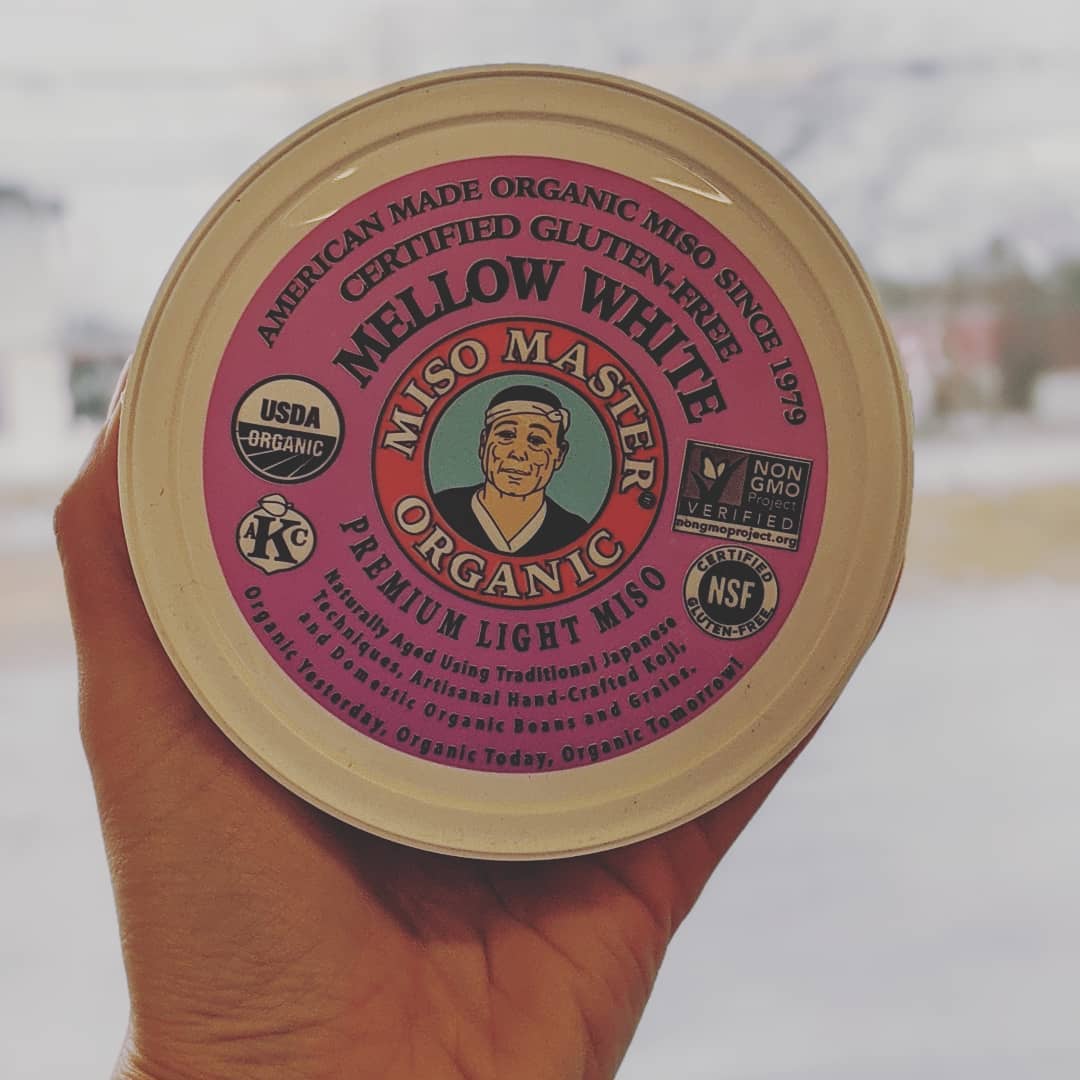 AMERICAN MADE ORGANIC MISO SINCE 1979
CERTIFIED GLUTEN-FREE
MELLOW WHITE
MISO MASTER®
ORGANIC
USDA
ORGANIC
AKC
NON
GMO
Project
VERIFIED
nongmoproject.org
CERTIFIED
NSF
GLUTEN-FREE
PREMIUM LIGHT MISO
Naturally Aged Using Traditional Japanese
Techniques, Artisanal Hand-Crafted Koji,
and Domestic Organic Beans and Grains.
Organic Yesterday, Organic Today, Organic Tomorrow!